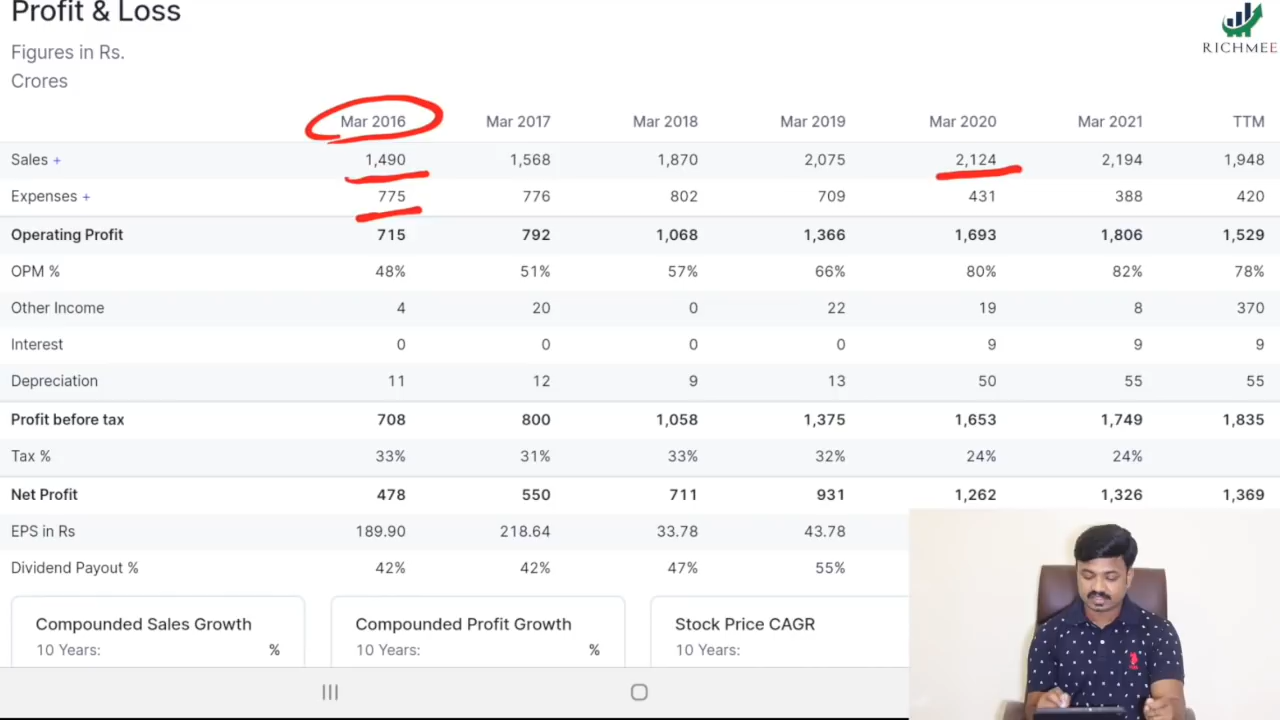 Profit & Loss
Figures in Rs.
Crores
RICHMEE
Mar 2016 Mar 2017 Mar 2018 Mar 2019 Mar 2020 Mar 2021 TTM
Sales + 1,490 1,568 1,870 2,075 2,124 2,194 1,948
Expenses + 775 776 802 709 431 388 420
Operating Profit 715 792 1,068 1,366 1,693 1,806 1,529
OPM % 48% 51% 57% 66% 80% 82% 78%
Other Income 4 20 0 22 19 8 370
Interest 0 0 0 0 9 9 9
Depreciation 11 12 9 13 50 55 55
Profit before tax 708 800 1,058 1,375 1,653 1,749 1,835
Tax % 33% 31% 33% 32% 24% 24%
Net Profit 478 550 711 931 1,262 1,326 1,369
EPS in Rs 189.90 218.64 33.78 43.78
Dividend Payout % 42% 42% 47% 55%
Compounded Sales Growth Compounded Profit Growth Stock Price CAGR
10 Years: % 10 Years: % 10 Years: